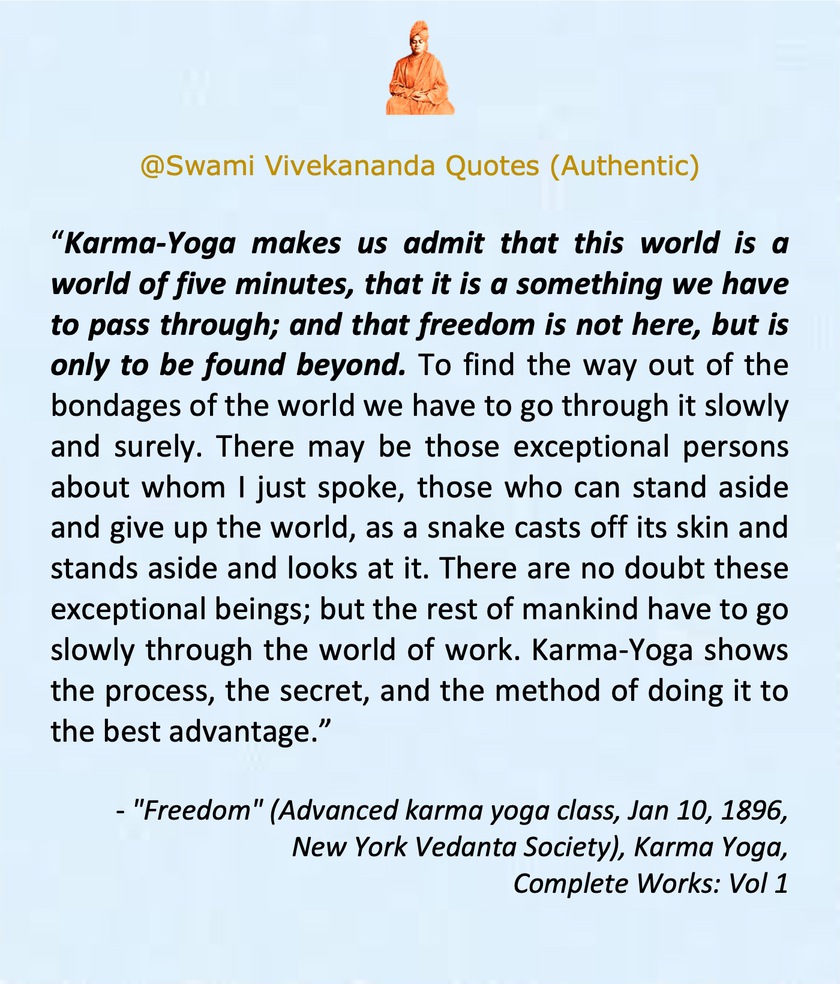 @Swami Vivekananda Quotes (Authentic)
“Karma-Yoga makes us admit that this world is a
world of five minutes, that it is a something we have
to pass through; and that freedom is not here, but is
only to be found beyond. To find the way out of the
bondages of the world we have to go through it slowly
and surely. There may be those exceptional persons
about whom I just spoke, those who can stand aside
and give up the world, as a snake casts off its skin and
stands aside and looks at it. There are no doubt these
exceptional beings; but the rest of mankind have to go
slowly through the world of work. Karma-Yoga shows
the process, the secret, and the method of doing it to
the best advantage.”
- "Freedom" (Advanced karma yoga class, Jan 10, 1896,
New York Vedanta Society), Karma Yoga,
Complete Works: Vol 1